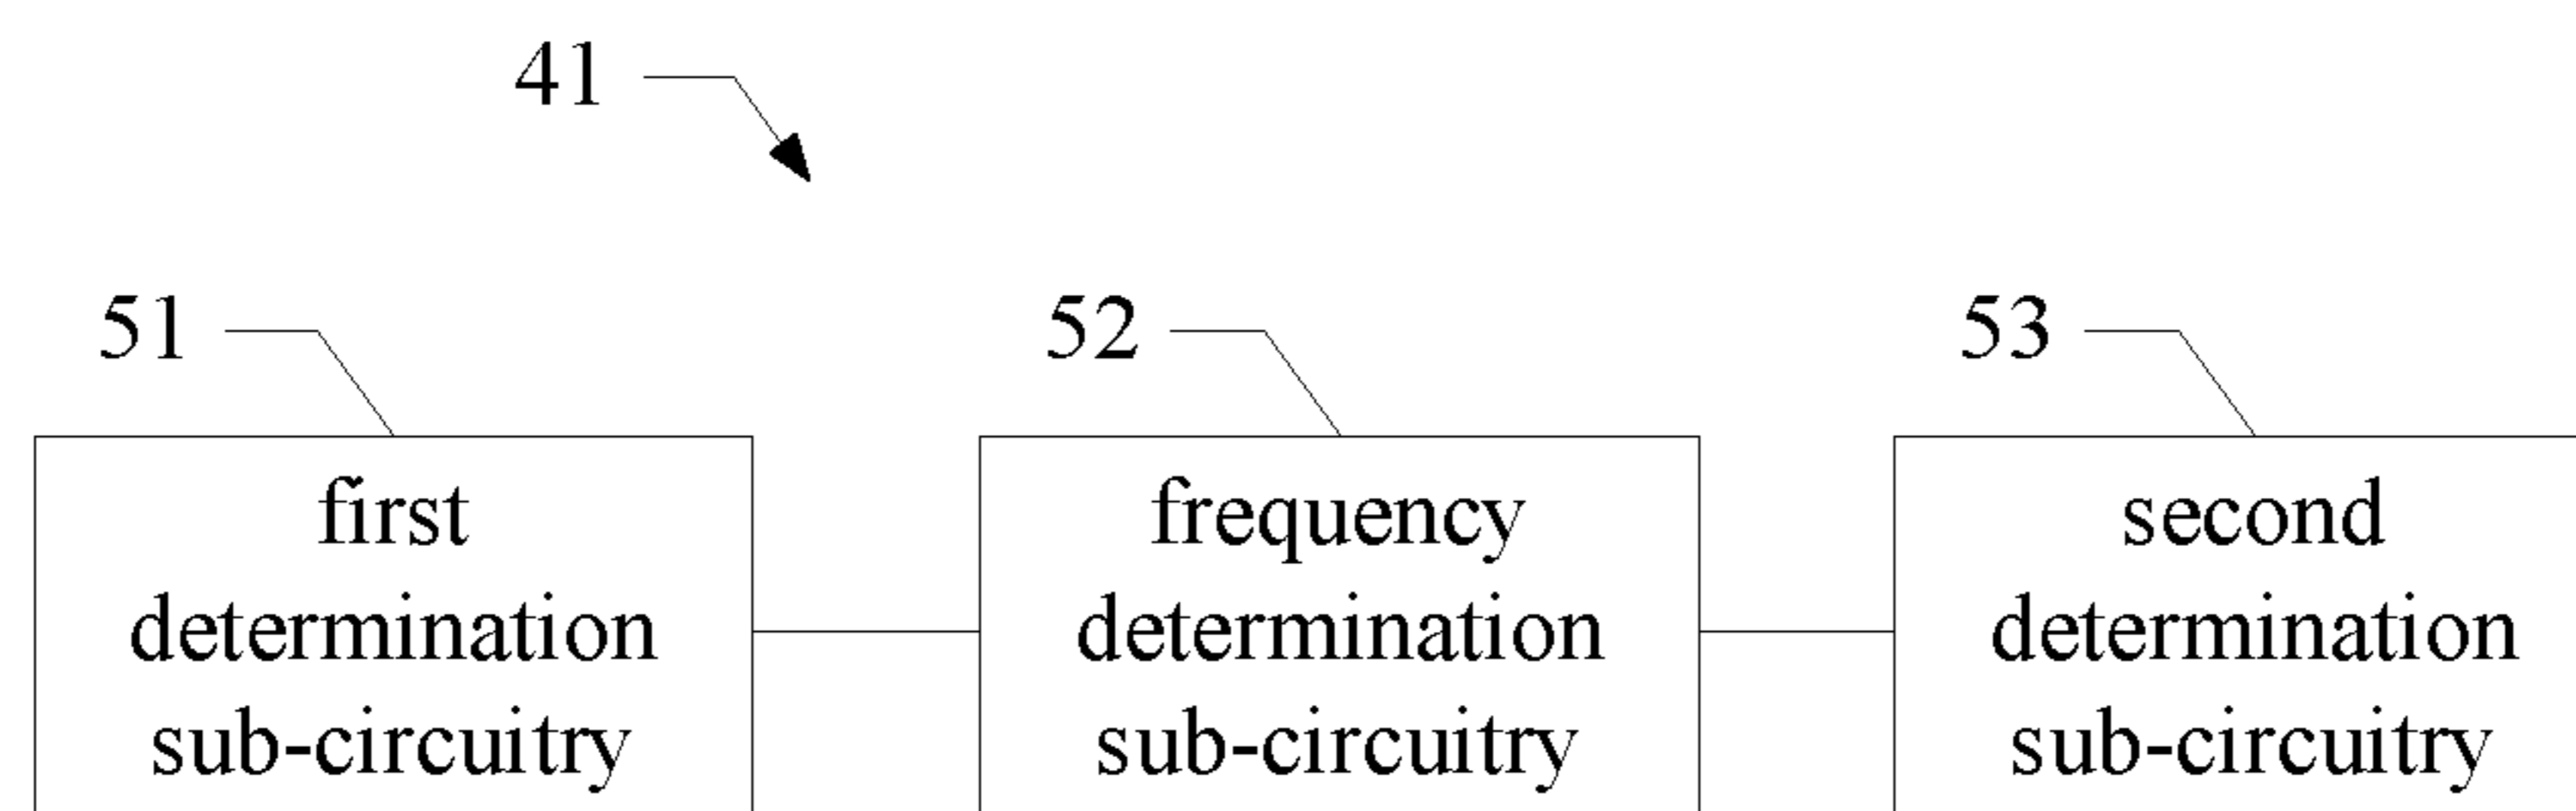 41
51
52
53
first
determination
sub-circuitry
frequency
determination
sub-circuitry
second
determination
sub-circuitry